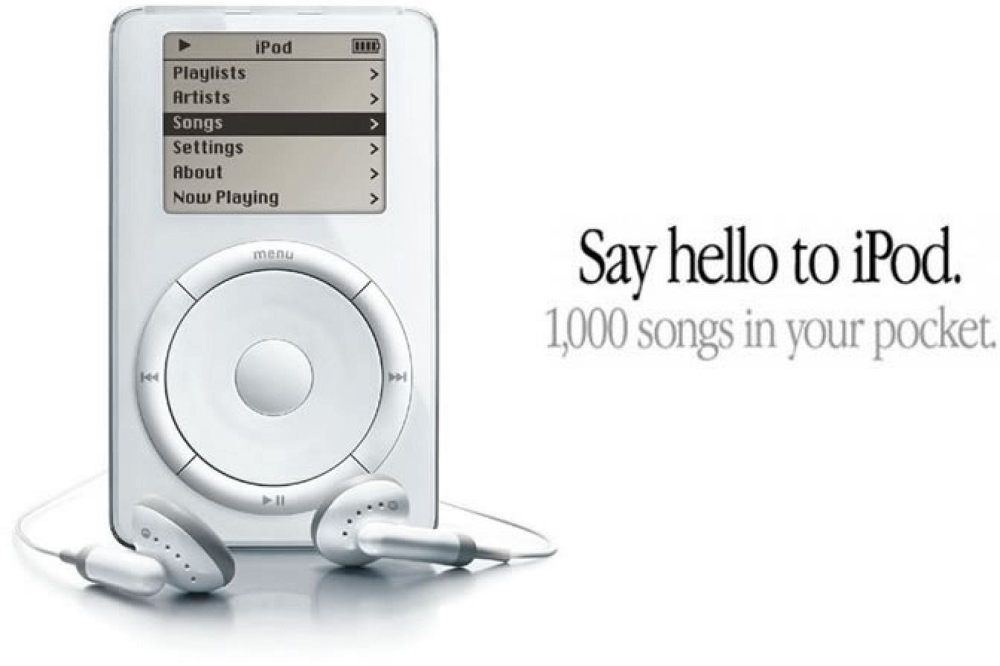 iPod
Playlists
Artists
Songs
Settings
About
Now Playing
menu
Say hello to iPod.
1,000 songs in your pocket.